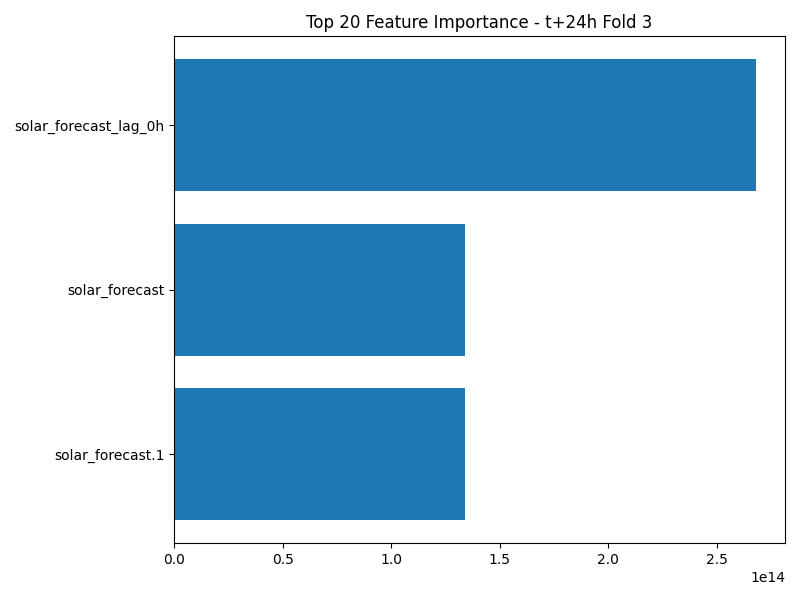 Top 20 Feature Importance - t+24h Fold 3
solar_forecast_lag_0h
solar_forecast
solar_forecast.1
0.0 0.5 1.0 1.5 2.0 2.5
1e14